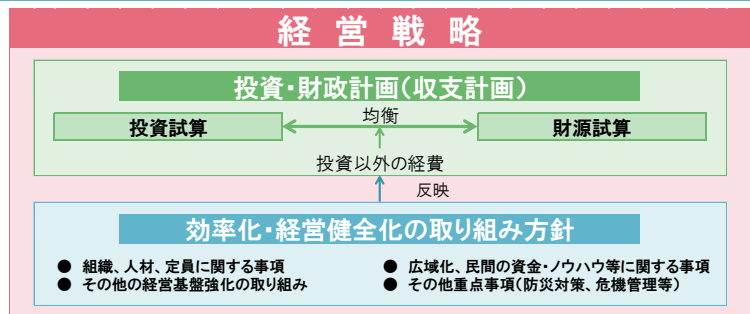 経営戦略
投資・財政計画(収支計画)
投資試算
均衡
財源試算
投資以外の経費
反映
効率化・経営健全化の取り組み方針
● 組織、人材、定員に関する事項
● その他の経営基盤強化の取り組み
● 広域化、民間の資金・ノウハウ等に関する事項
● その他重点事項(防災対策、危機管理等)